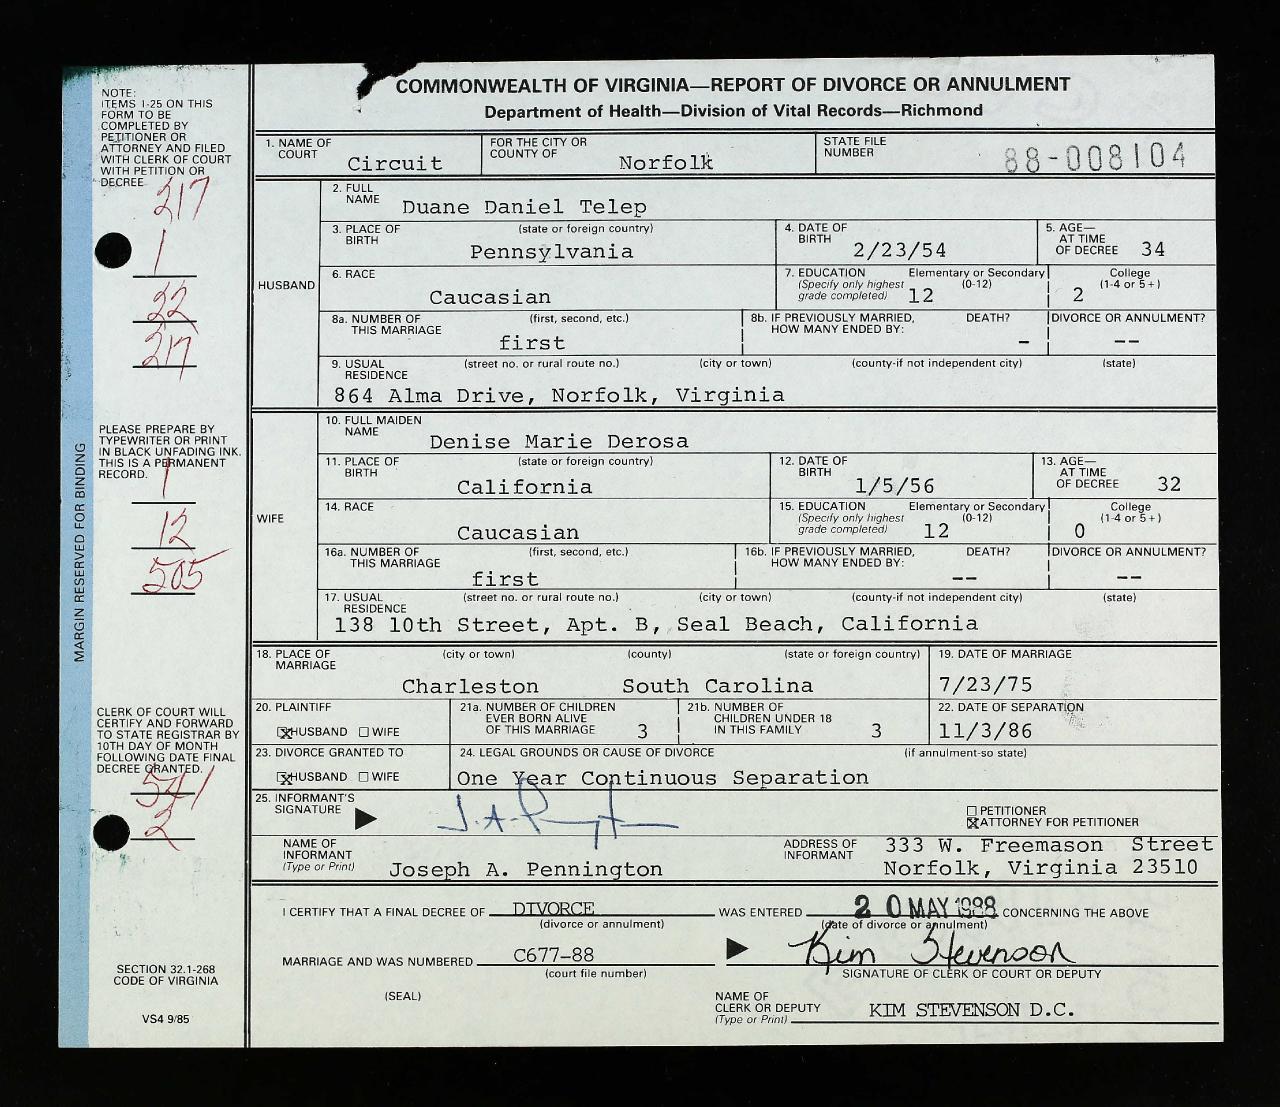 COMMONWEALTH OF VIRGINIA—REPORT OF DIVORCE OR ANNULMENT
Department of Health—Division of Vital Records—Richmond
NOTE:
ITEMS 1-25 ON THIS
FORM TO BE
COMPLETED BY
PETITIONER OR
ATTORNEY AND FILED
WITH CLERK OF COURT
WITH PETITION OR
DECREE
217
1
22
217
PLEASE PREPARE BY
TYPEWRITER OR PRINT
IN BLACK UNFADING INK.
THIS IS A PERMANENT
RECORD.
1
12
505
MARGIN RESERVED FOR BINDING
CLERK OF COURT WILL
CERTIFY AND FORWARD
TO STATE REGISTRAR BY
10TH DAY OF MONTH
FOLLOWING DATE FINAL
DECREE GRANTED.
541
2
SECTION 32.1-268
CODE OF VIRGINIA
VS4 9/85
1. NAME OF COURT Circuit
FOR THE CITY OR COUNTY OF Norfolk
STATE FILE NUMBER 88-008104
HUSBAND
2. FULL NAME Duane Daniel Telep
3. PLACE OF BIRTH (state or foreign country) Pennsylvania
4. DATE OF BIRTH 2/23/54
5. AGE— AT TIME OF DECREE 34
6. RACE Caucasian
7. EDUCATION (Specify only highest grade completed) Elementary or Secondary (0-12) 12 College (1-4 or 5+) 2
8a. NUMBER OF THIS MARRIAGE (first, second, etc.) first
8b. IF PREVIOUSLY MARRIED, HOW MANY ENDED BY: DEATH? - DIVORCE OR ANNULMENT? --
9. USUAL RESIDENCE (street no. or rural route no.) (city or town) (county-if not independent city) (state)
864 Alma Drive, Norfolk, Virginia
WIFE
10. FULL MAIDEN NAME Denise Marie Derosa
11. PLACE OF BIRTH (state or foreign country) California
12. DATE OF BIRTH 1/5/56
13. AGE— AT TIME OF DECREE 32
14. RACE Caucasian
15. EDUCATION (Specify only highest grade completed) Elementary or Secondary (0-12) 12 College (1-4 or 5+) 0
16a. NUMBER OF THIS MARRIAGE (first, second, etc.) first
16b. IF PREVIOUSLY MARRIED, HOW MANY ENDED BY: DEATH? -- DIVORCE OR ANNULMENT? --
17. USUAL RESIDENCE (street no. or rural route no.) (city or town) (county-if not independent city) (state)
138 10th Street, Apt. B, Seal Beach, California
18. PLACE OF MARRIAGE (city or town) (county) (state or foreign country)
Charleston South Carolina
19. DATE OF MARRIAGE 7/23/75
20. PLAINTIFF ☒HUSBAND ☐WIFE
21a. NUMBER OF CHILDREN EVER BORN ALIVE OF THIS MARRIAGE 3
21b. NUMBER OF CHILDREN UNDER 18 IN THIS FAMILY 3
22. DATE OF SEPARATION 11/3/86
23. DIVORCE GRANTED TO ☒HUSBAND ☐WIFE
24. LEGAL GROUNDS OR CAUSE OF DIVORCE (if annulment-so state)
One Year Continuous Separation
25. INFORMANT'S SIGNATURE J. A. Pennington
☐ PETITIONER
☒ ATTORNEY FOR PETITIONER
NAME OF INFORMANT (Type or Print) Joseph A. Pennington
ADDRESS OF INFORMANT 333 W. Freemason Street
Norfolk, Virginia 23510
I CERTIFY THAT A FINAL DECREE OF DIVORCE WAS ENTERED 20 MAY 1988 CONCERNING THE ABOVE
(divorce or annulment) (date of divorce or annulment)
MARRIAGE AND WAS NUMBERED C677-88 Kim Stevenson
(court file number) SIGNATURE OF CLERK OF COURT OR DEPUTY
(SEAL)
NAME OF CLERK OR DEPUTY (Type or Print) KIM STEVENSON D.C.